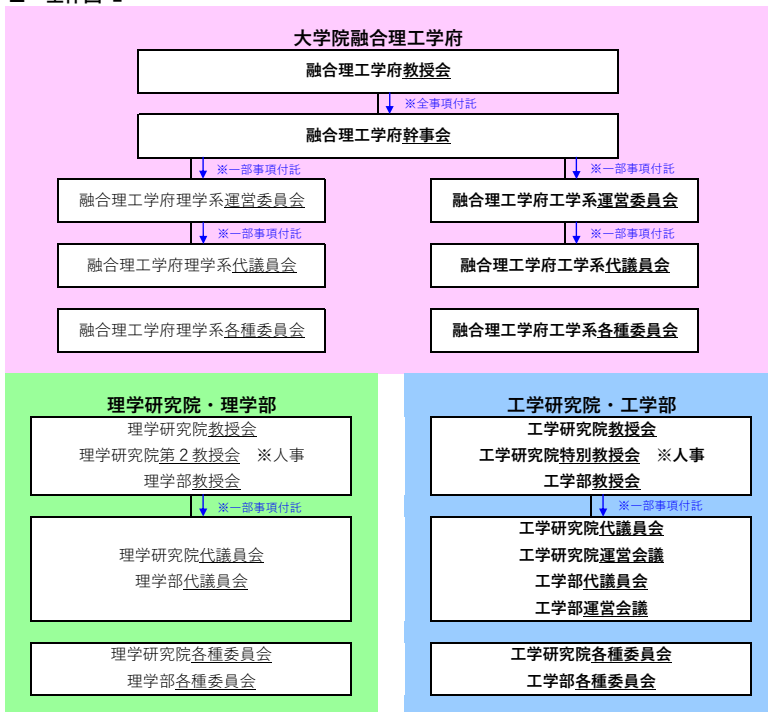 大学院融合理工学府
融合理工学府教授会
※全事項付託
融合理工学府幹事会
※一部事項付託
※一部事項付託
融合理工学府理学系運営委員会
融合理工学府工学系運営委員会
※一部事項付託
※一部事項付託
融合理工学府理学系代議員会
融合理工学府工学系代議員会
融合理工学府理学系各種委員会
融合理工学府工学系各種委員会
理学研究院・理学部
理学研究院教授会
理学研究院第2教授会　※人事
理学部教授会
※一部事項付託
理学研究院代議員会
理学部代議員会
理学研究院各種委員会
理学部各種委員会
工学研究院・工学部
工学研究院教授会
工学研究院特別教授会　※人事
工学部教授会
※一部事項付託
工学研究院代議員会
工学研究院運営会議
工学部代議員会
工学部運営会議
工学研究院各種委員会
工学部各種委員会